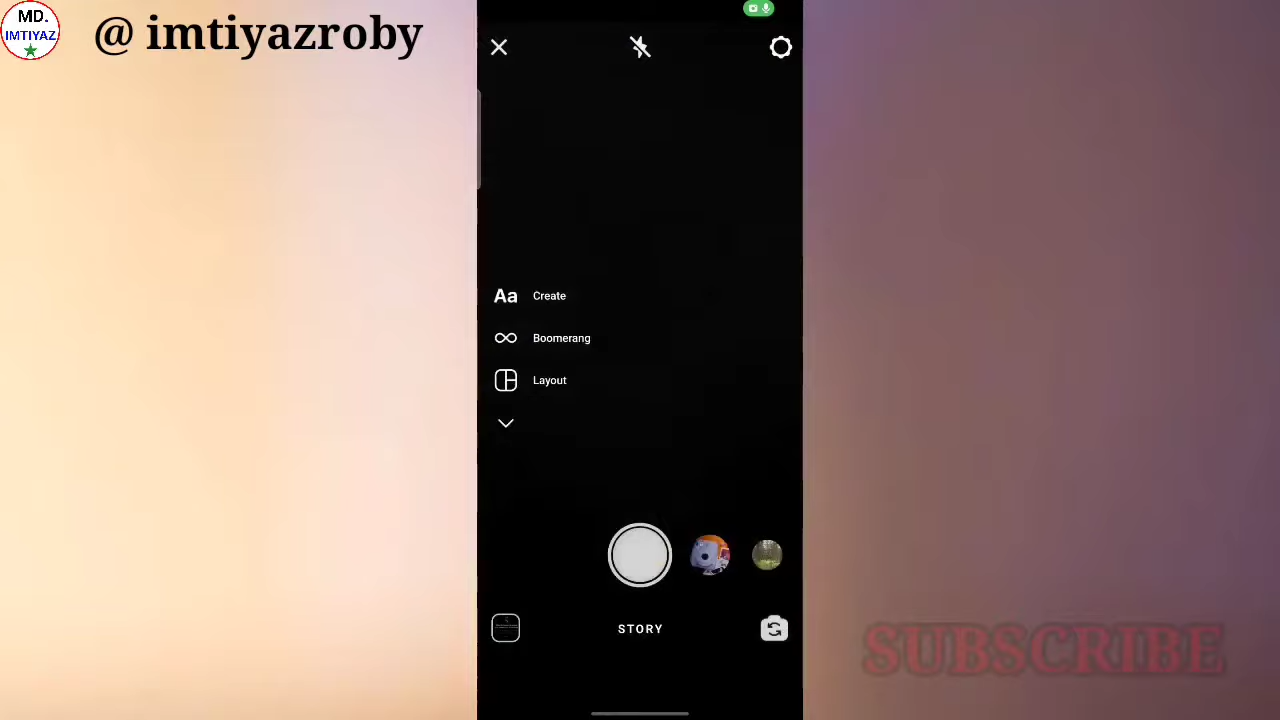 MD.
IMTIYAZ
@ imtiyazroby
Aa Create
Boomerang
Layout
STORY
SUBSCRIBE